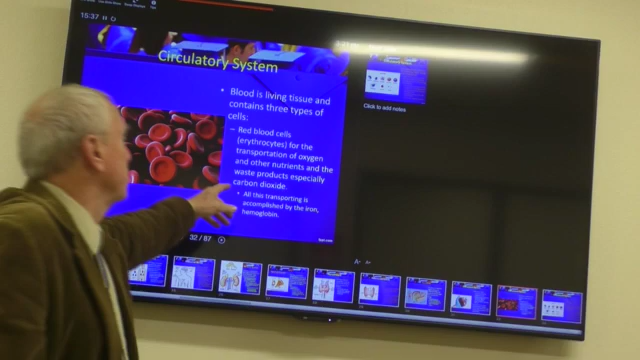 15:37
Circulatory System
• Blood is living tissue and
contains three types of
cells:
– Red blood cells
(erythrocytes) for the
transportation of oxygen
and other nutrients and the
waste products especially
carbon dioxide.
• All this transporting is
accomplished by the iron,
hemoglobin.
32 / 87
Click to add notes